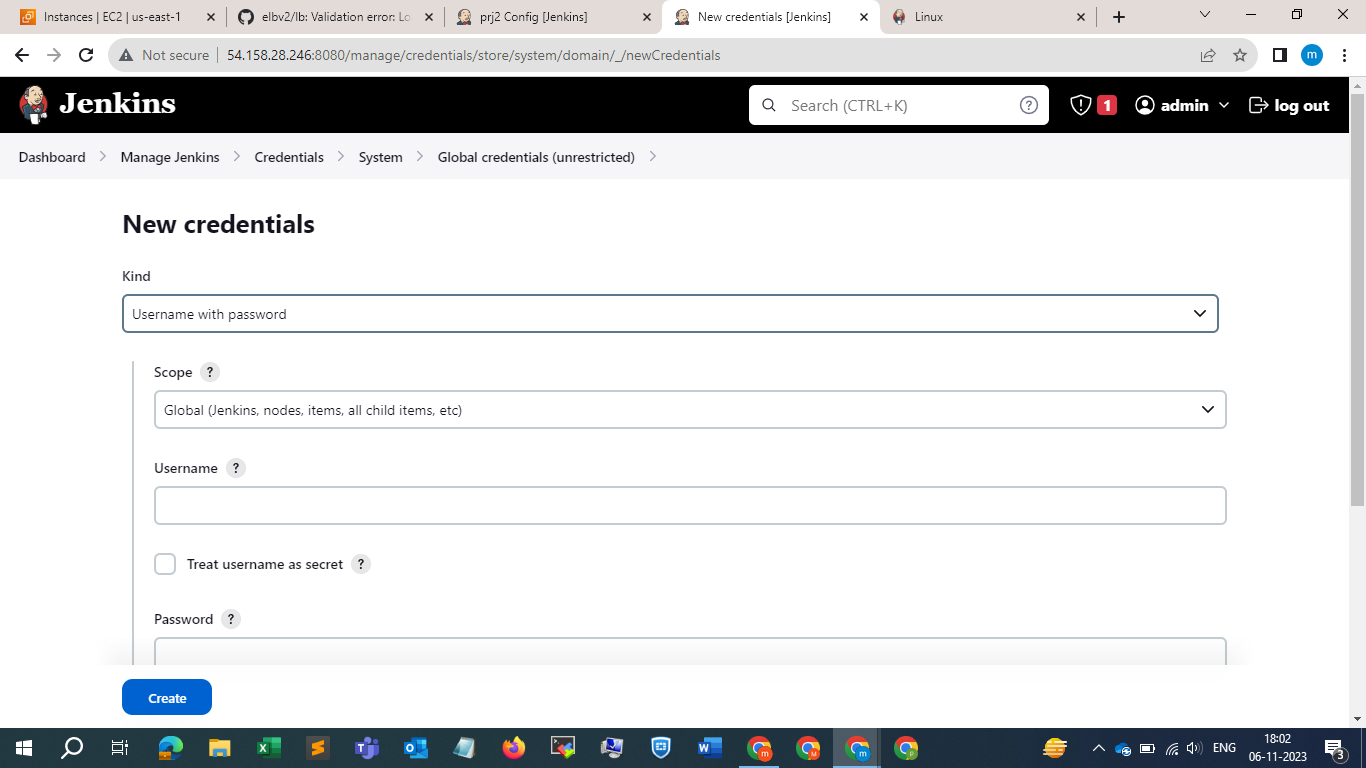 Instances | EC2 | us-east-1
elbv2/lb: Validation error: Lo
prj2 Config [Jenkins]
New credentials [Jenkins]
Linux
Not secure
54.158.28.246:8080/manage/credentials/store/system/domain/_/newCredentials
m
Jenkins
Search (CTRL+K)
?
1
admin
log out
Dashboard
Manage Jenkins
Credentials
System
Global credentials (unrestricted)
New credentials
Kind
Username with password
Scope ?
Global (Jenkins, nodes, items, all child items, etc)
Username ?
Treat username as secret ?
Password ?
Create
ENG
18:02
06-11-2023
3